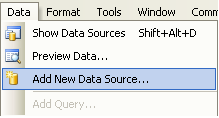 Data Format Tools Window
Show Data Sources Shift+Alt+D
Preview Data...
Add New Data Source...
Add Query...